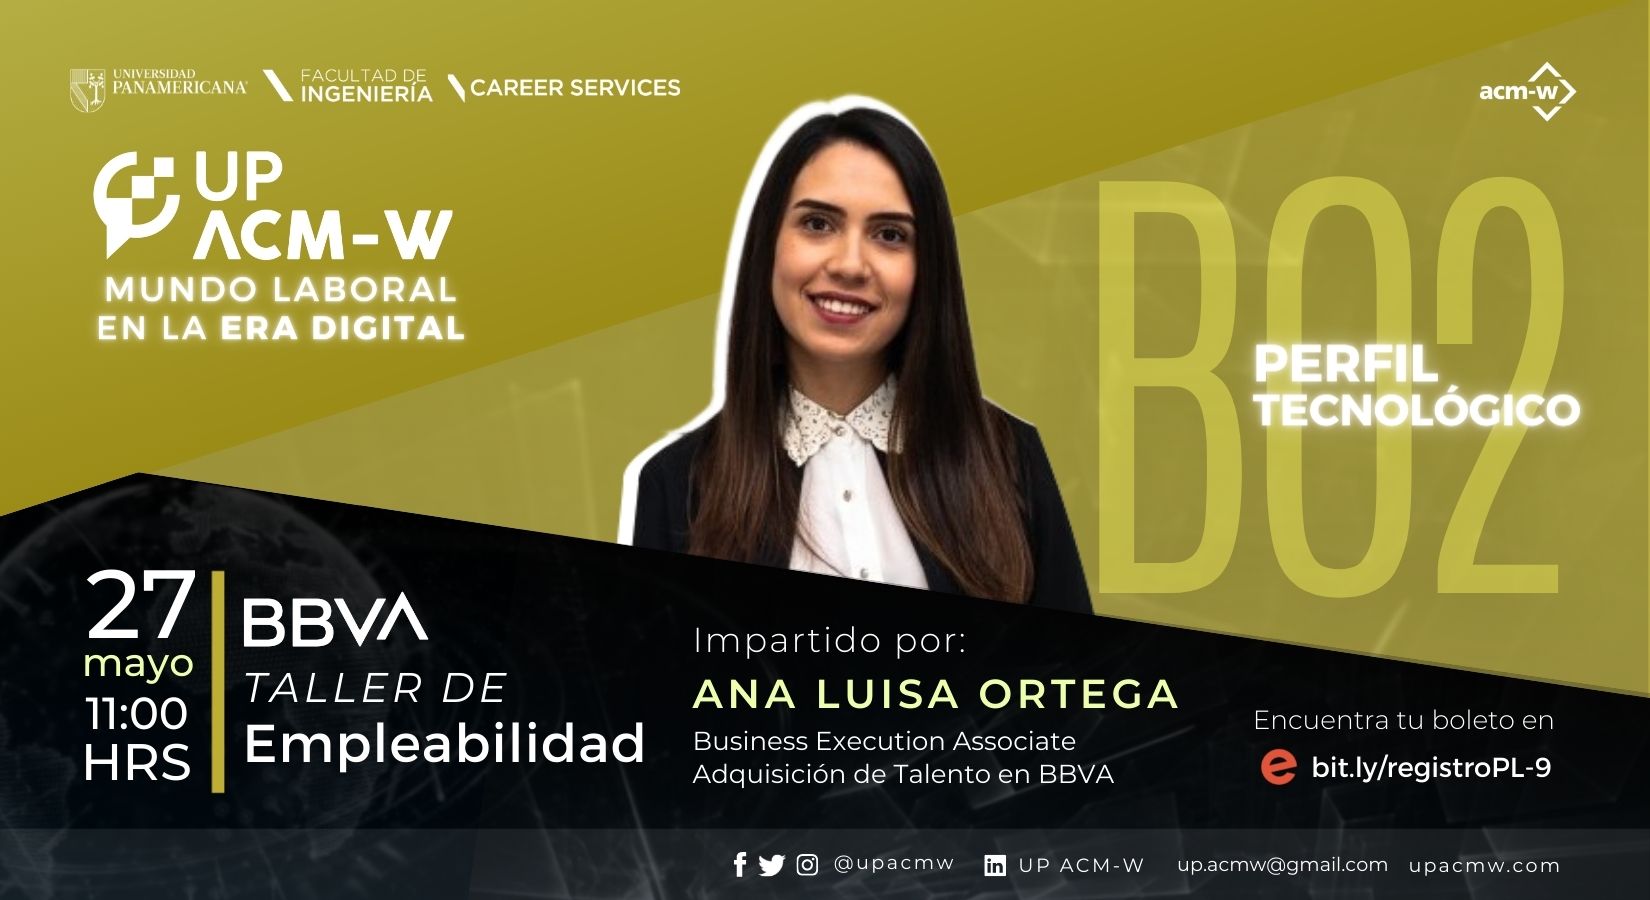 UNIVERSIDAD
PANAMERICANA
FACULTAD DE
INGENIERÍA
CAREER SERVICES
acm-w
UP
ACM-W
MUNDO LABORAL
EN LA ERA DIGITAL
B02
PERFIL
TECNOLÓGICO
27
mayo
11:00
HRS
BBVA
TALLER DE
Empleabilidad
Impartido por:
ANA LUISA ORTEGA
Business Execution Associate
Adquisición de Talento en BBVA
Encuentra tu boleto en
bit.ly/registroPL-9
@upacmw UP ACM-W up.acmw@gmail.com upacmw.com